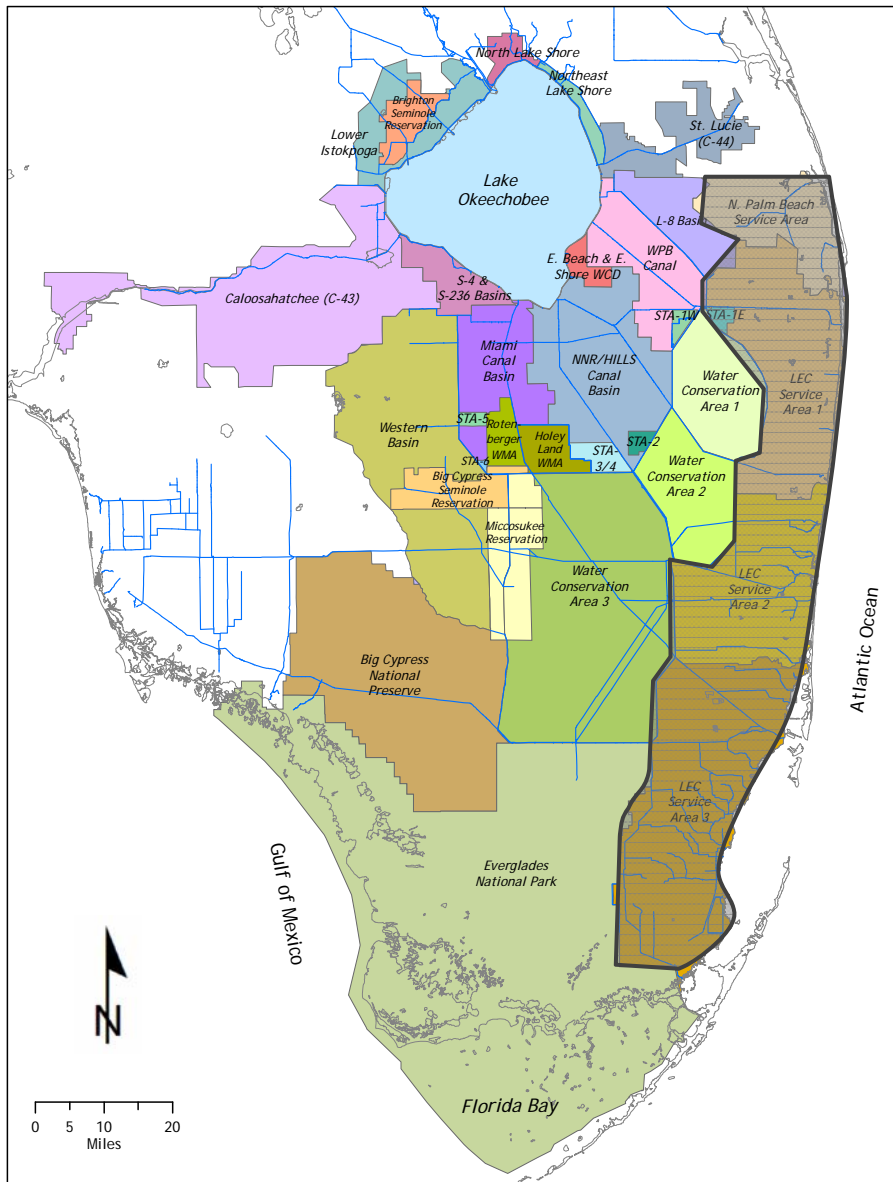 North Lake Shore
Northeast
Lake Shore
Brighton
Seminole
Reservation
Lower
Istokpoga
St. Lucie
(C-44)
Lake
Okeechobee
N. Palm Beach
Service Area
L-8 Basin
WPB
Canal
E. Beach & E.
Shore WCD
S-4 &
S-236 Basins
Caloosahatchee (C-43)
STA-1W
STA-1E
Miami
Canal
Basin
NNR/HILLS
Canal
Basin
Water
Conservation
Area 1
LEC
Service
Area 1
Western
Basin
STA-5
Roten-
berger
WMA
Holey
Land
WMA
STA-2
STA-
3/4
STA-6
Big Cypress
Seminole
Reservation
Water
Conservation
Area 2
Miccosukee
Reservation
Water
Conservation
Area 3
LEC
Service
Area 2
Big Cypress
National
Preserve
Atlantic Ocean
LEC
Service
Area 3
Everglades
National Park
Gulf of Mexico
N
Florida Bay
0 10 20
Miles